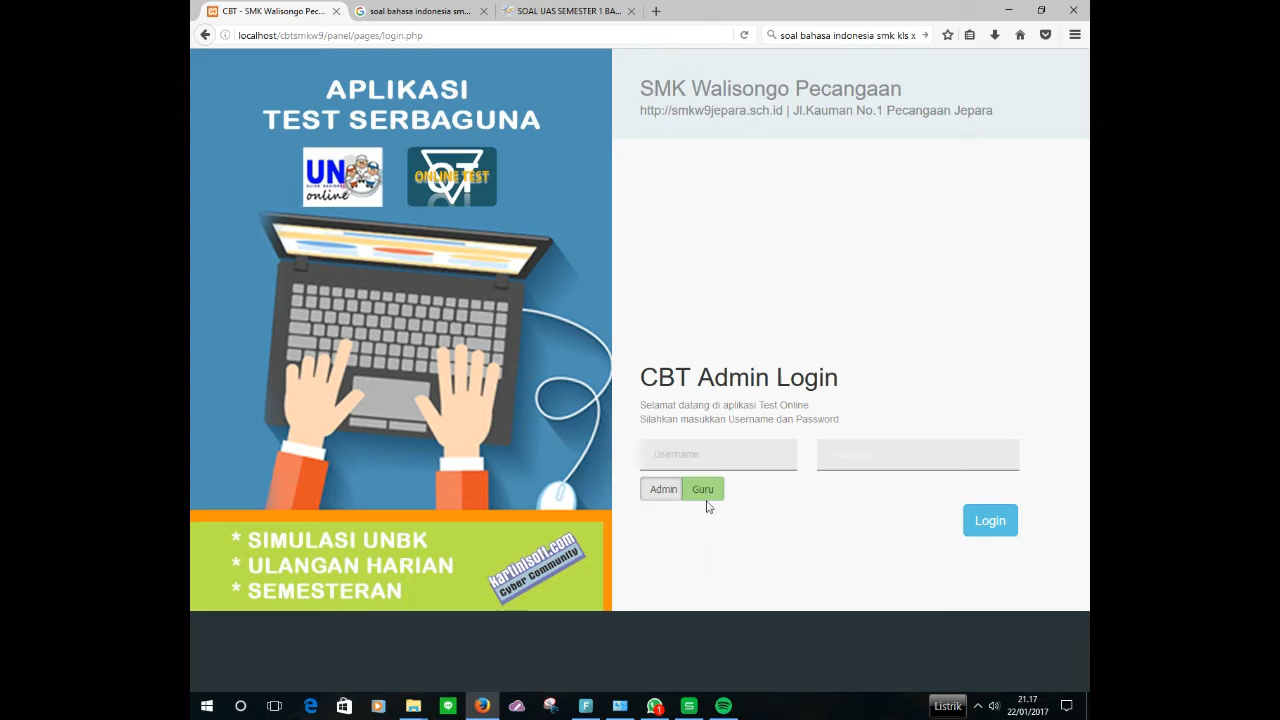 CBT - SMK Walisongo Pec...
soal bahasa indonesia sm...
SOAL UAS SEMESTER 1 BA...
localhost/cbtsmkw9/panel/pages/login.php
soal bahasa indonesia smk kls x
APLIKASI
TEST SERBAGUNA
UN
UJIAN NASIONAL
online
OT
ONLINE TEST
* SIMULASI UNBK
* ULANGAN HARIAN
* SEMESTERAN
kartinisoft.com
Cyber Community
SMK Walisongo Pecangaan
http://smkw9jepara.sch.id | Jl.Kauman No.1 Pecangaan Jepara
CBT Admin Login
Selamat datang di aplikasi Test Online
Silahkan masukkan Username dan Password
Username
Password
Admin
Guru
Login
Listrik
21.17
22/01/2017